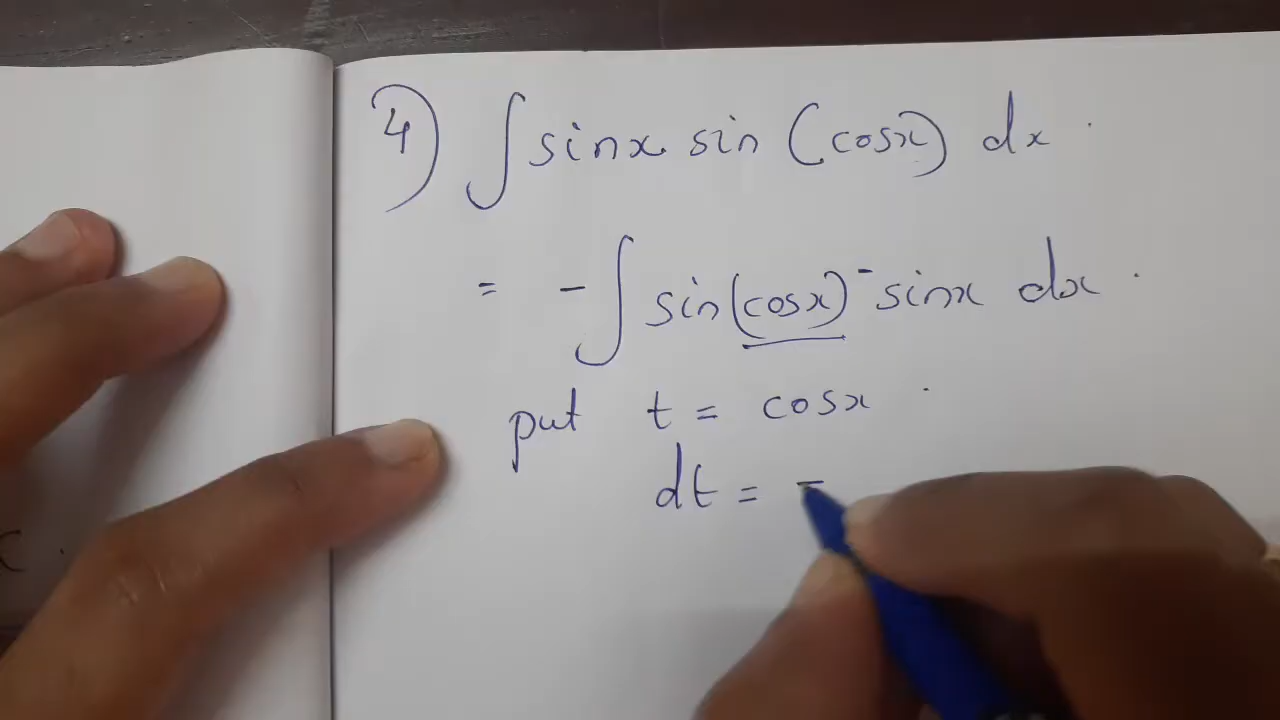 4) ∫ sinx sin (cosx) dx .
= - ∫ sin(cosx) - sinx dx .
put t = cosx .
dt = -